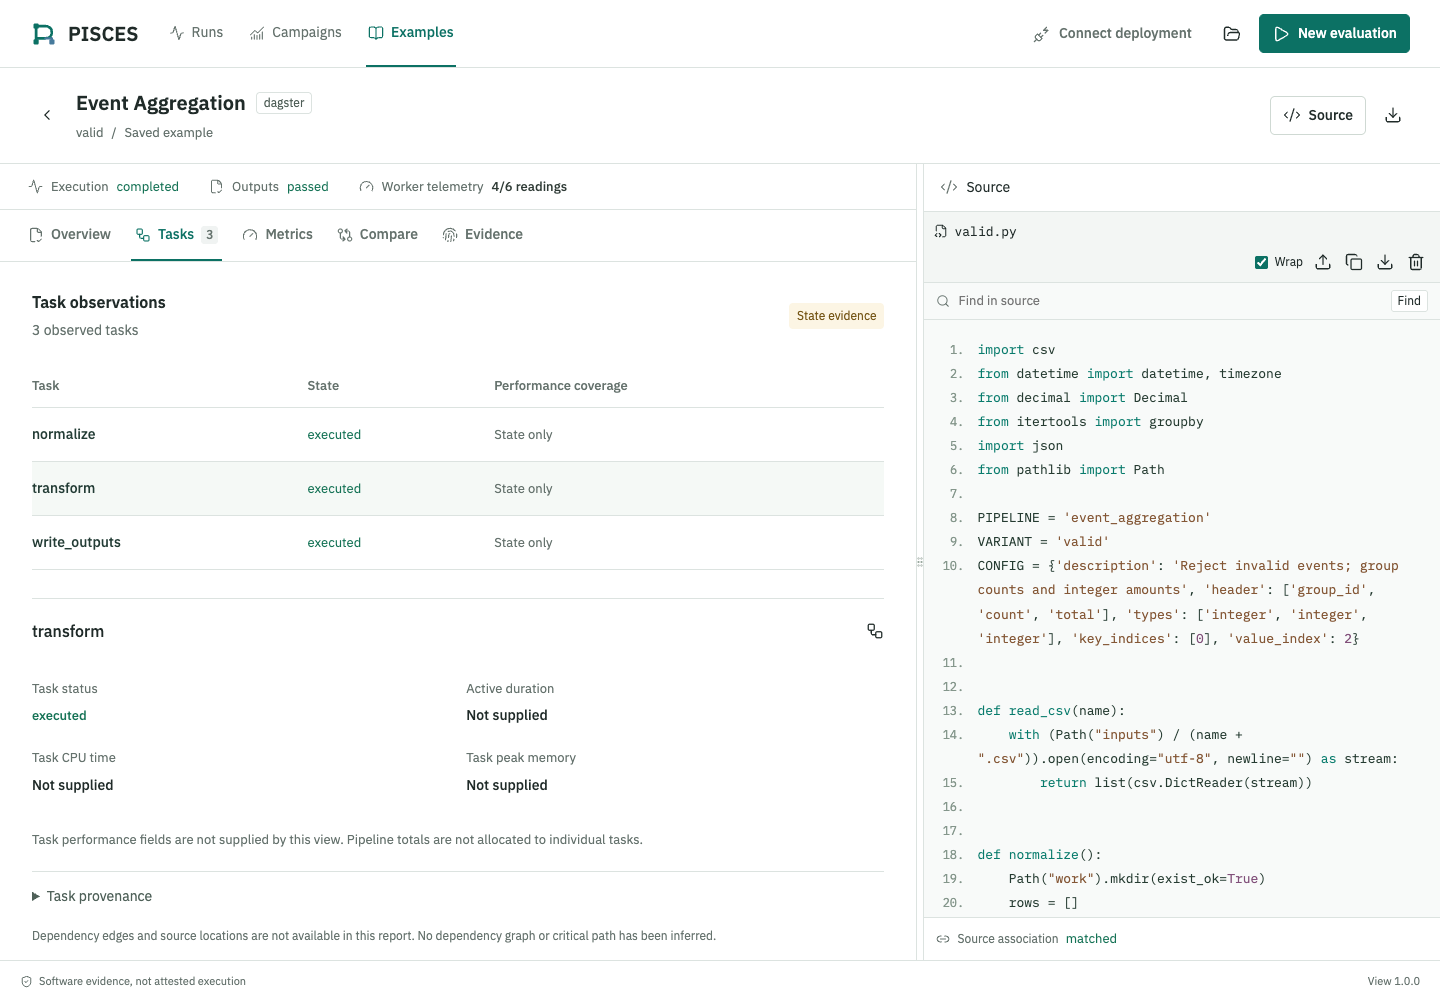 PISCES
Runs
Campaigns
Examples
Connect deployment
New evaluation
Event Aggregation
dagster
valid / Saved example
Source
Execution completed
Outputs passed
Worker telemetry 4/6 readings
Overview
Tasks 3
Metrics
Compare
Evidence
Task observations
3 observed tasks
State evidence
Task State Performance coverage
normalize executed State only
transform executed State only
write_outputs executed State only
transform
Task status Active duration
executed Not supplied
Task CPU time Task peak memory
Not supplied Not supplied
Task performance fields are not supplied by this view. Pipeline totals are not allocated to individual tasks.
Task provenance
Dependency edges and source locations are not available in this report. No dependency graph or critical path has been inferred.
Source
valid.py
Wrap
Find in source
Find
1. import csv
2. from datetime import datetime, timezone
3. from decimal import Decimal
4. from itertools import groupby
5. import json
6. from pathlib import Path
7.
8. PIPELINE = 'event_aggregation'
9. VARIANT = 'valid'
10. CONFIG = {'description': 'Reject invalid events; group
counts and integer amounts', 'header': ['group_id',
'count', 'total'], 'types': ['integer', 'integer',
'integer'], 'key_indices': [0], 'value_index': 2}
11.
12.
13. def read_csv(name):
14.     with (Path("inputs") / (name +
".csv")).open(encoding="utf-8", newline="") as stream:
15.         return list(csv.DictReader(stream))
16.
17.
18. def normalize():
19.     Path("work").mkdir(exist_ok=True)
20.     rows = []
Source association matched
Software evidence, not attested execution
View 1.0.0